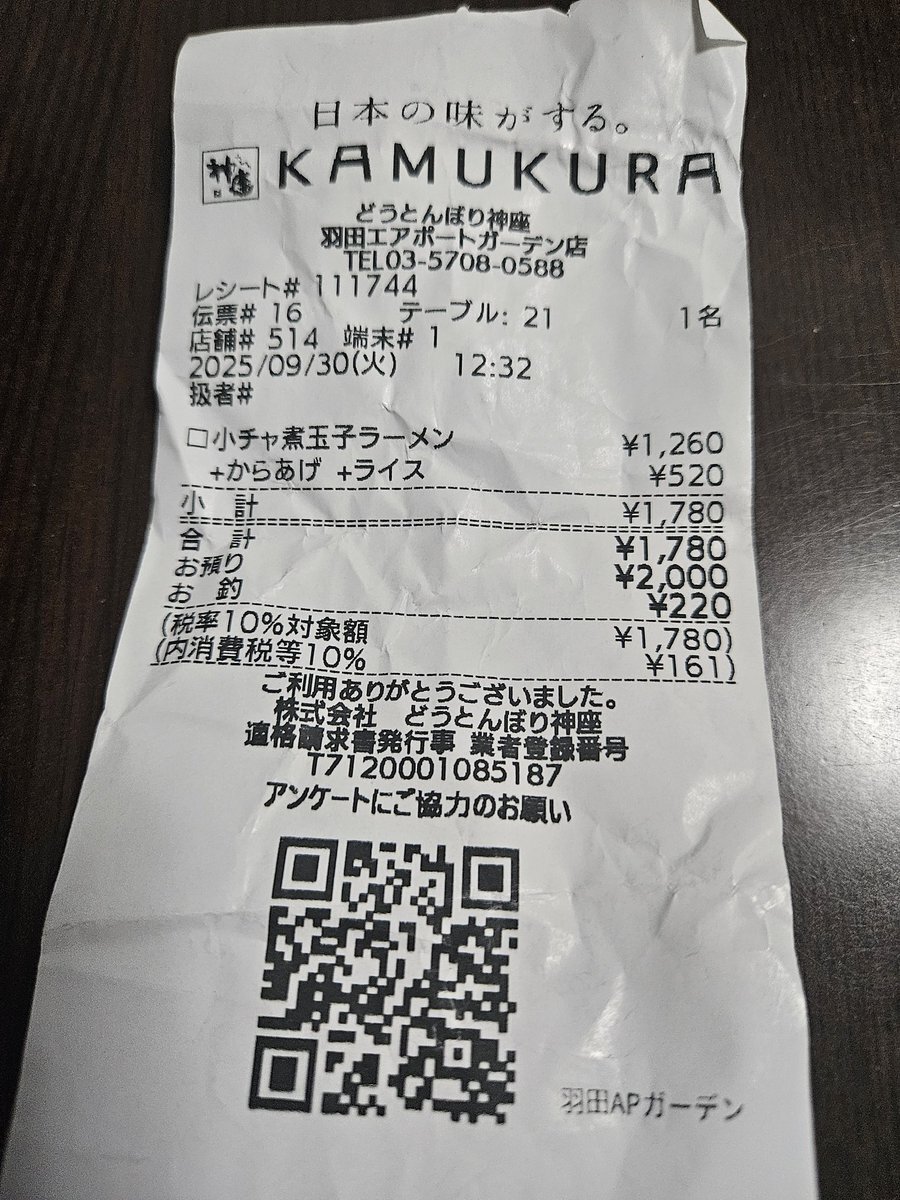 日本の味がする。
神座 KAMUKURA
どうとんぼり神座
羽田エアポートガーデン店
TEL03-5708-0588
レシート# 111744
伝票# 16 テーブル: 21 1名
店舗# 514 端末# 1
2025/09/30(火) 12:32
扱者#
□小チャ煮玉子ラーメン ¥1,260
+からあげ +ライス ¥520
小 計 ¥1,780
合 計 ¥1,780
お預り ¥2,000
お 釣 ¥220
(税率10%対象額 ¥1,780)
(内消費税等10% ¥161)
ご利用ありがとうございました。
株式会社 どうとんぼり神座
適格請求書発行事 業者登録番号
T7120001085187
アンケートにご協力のお願い
羽田APガーデン